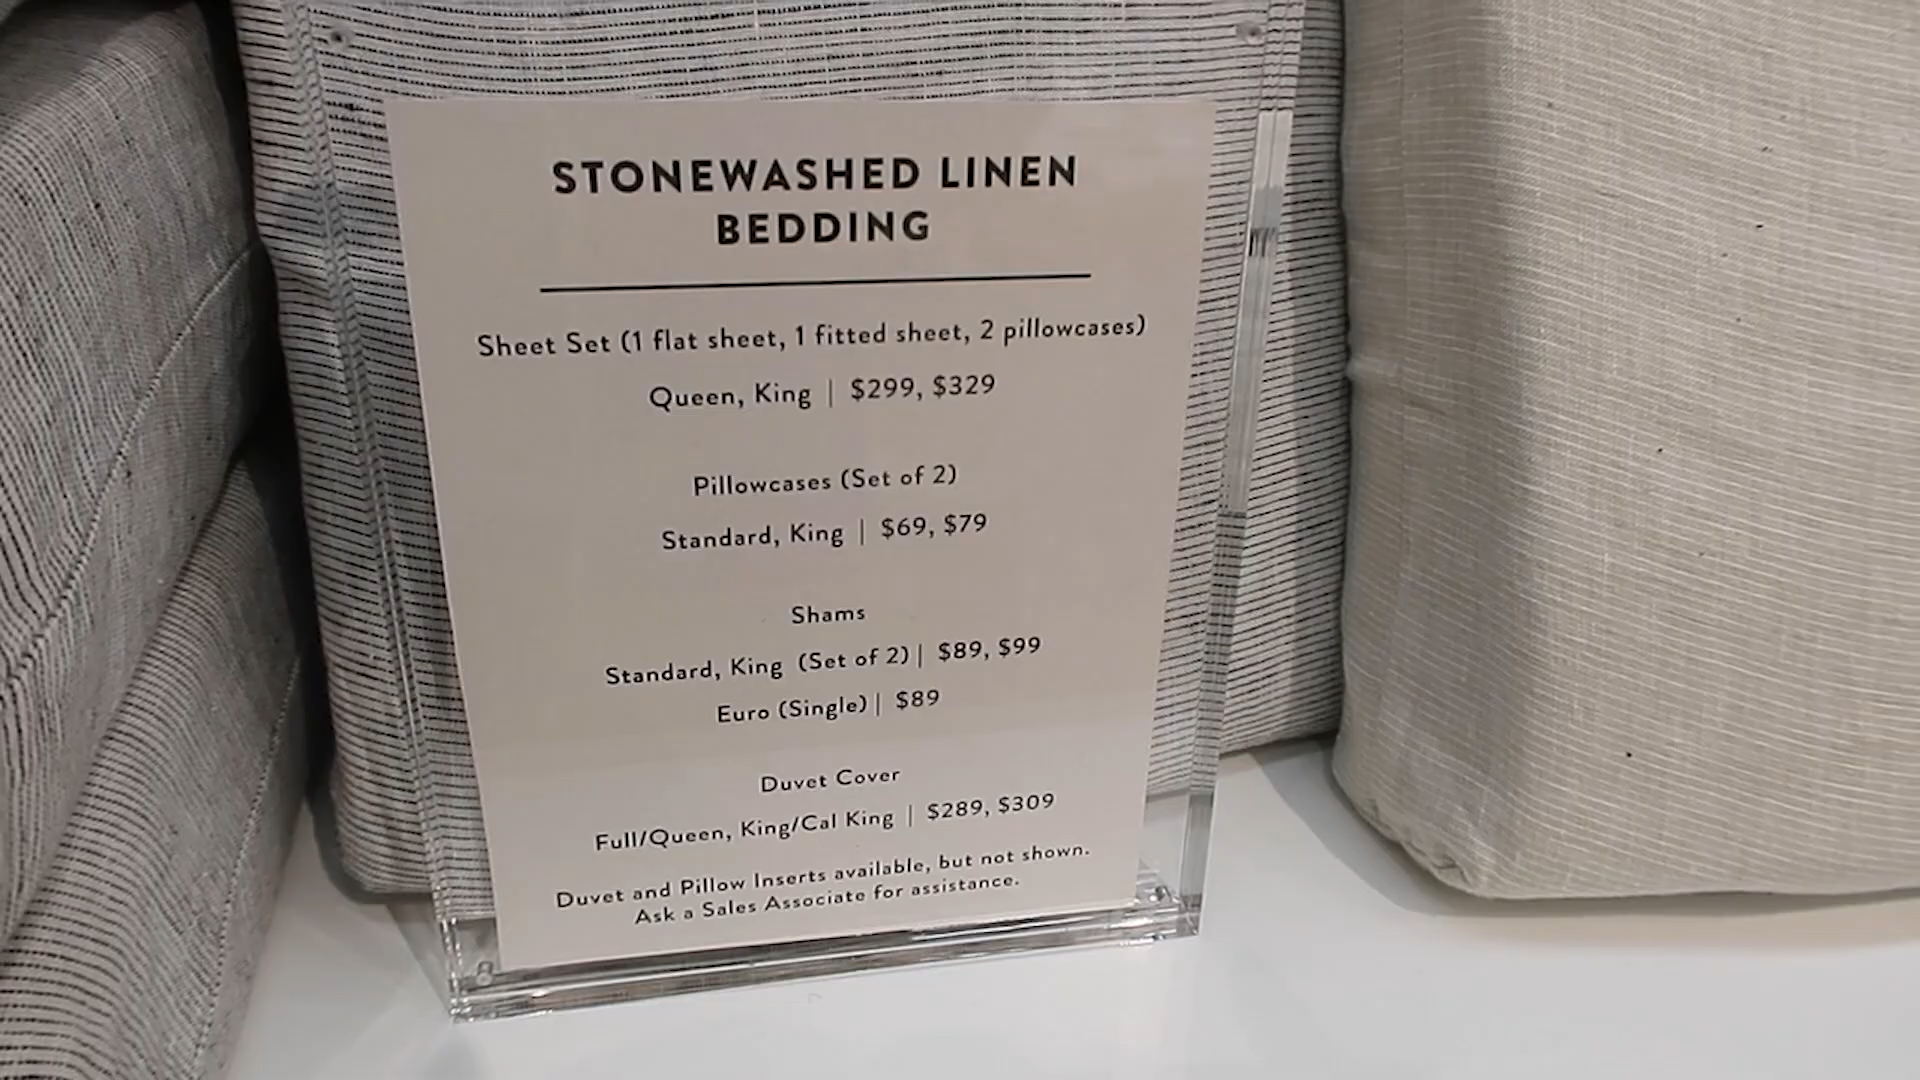 STONEWASHED LINEN
BEDDING
Sheet Set (1 flat sheet, 1 fitted sheet, 2 pillowcases)
Queen, King | $299, $329
Pillowcases (Set of 2)
Standard, King | $69, $79
Shams
Standard, King (Set of 2) | $89, $99
Euro (Single) | $89
Duvet Cover
Full/Queen, King/Cal King | $289, $309
Duvet and Pillow Inserts available, but not shown.
Ask a Sales Associate for assistance.